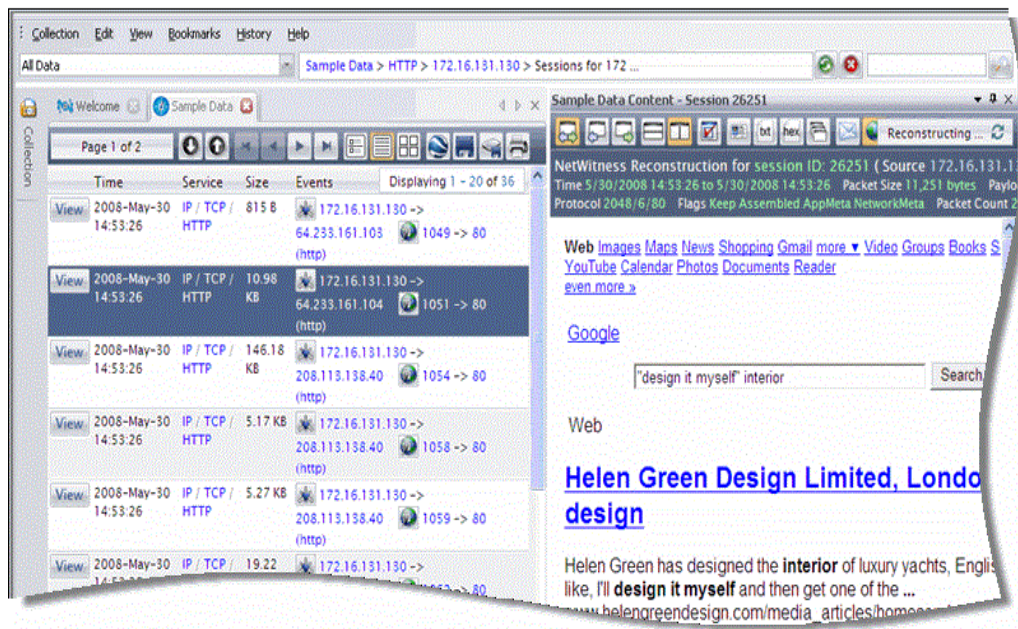 Collection Edit View Bookmarks History Help
All Data
Sample Data > HTTP > 172.16.131.130 > Sessions for 172 ...
Collection
Welcome
Sample Data
Page 1 of 2
Time Service Size Events
Displaying 1 - 20 of 36
View 2008-May-30 IP / TCP / 815 B 172.16.131.130 ->
14:53:26 HTTP 64.233.161.103 1049 -> 80
(http)
View 2008-May-30 IP / TCP / 10.98 172.16.131.130 ->
14:53:26 HTTP KB 64.233.161.104 1051 -> 80
(http)
View 2008-May-30 IP / TCP / 146.18 172.16.131.130 ->
14:53:26 HTTP KB 208.113.138.40 1054 -> 80
(http)
View 2008-May-30 IP / TCP / 5.17 KB 172.16.131.130 ->
14:53:26 HTTP 208.113.138.40 1058 -> 80
(http)
View 2008-May-30 IP / TCP / 5.27 KB 172.16.131.130 ->
14:53:26 HTTP 208.113.138.40 1059 -> 80
(http)
View 2008-May-30 IP / TCP / 19.22 172.16.131.130 ->
Sample Data Content - Session 26251
txt hex Reconstructing ...
NetWitness Reconstruction for session ID: 26251 ( Source 172.16.131.1
Time 5/30/2008 14:53:26 to 5/30/2008 14:53:26 Packet Size 11,251 bytes Paylo
Protocol 2048/6/80 Flags Keep Assembled AppMeta NetworkMeta Packet Count 2
Web Images Maps News Shopping Gmail more ▼ Video Groups Books S
YouTube Calendar Photos Documents Reader
even more »
Google
"design it myself" interior
Search
Web
Helen Green Design Limited, Londo
design
Helen Green has designed the interior of luxury yachts, Englis
like, I'll design it myself and then get one of the ...
www.helengreendesign.com/media_articles/